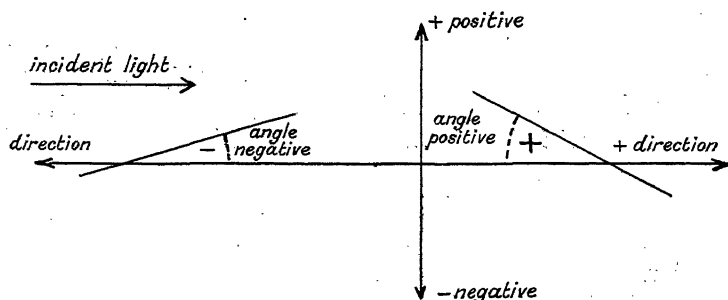 + positive
incident light
angle
negative
-
angle
positive
+
direction
+ direction
- negative